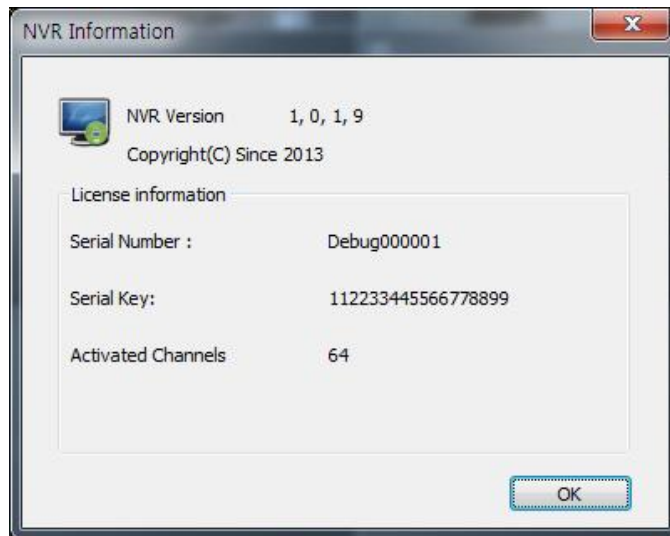 NVR Information
NVR Version 1, 0, 1, 9
Copyright(C) Since 2013
License information
Serial Number : Debug000001
Serial Key: 112233445566778899
Activated Channels 64
OK